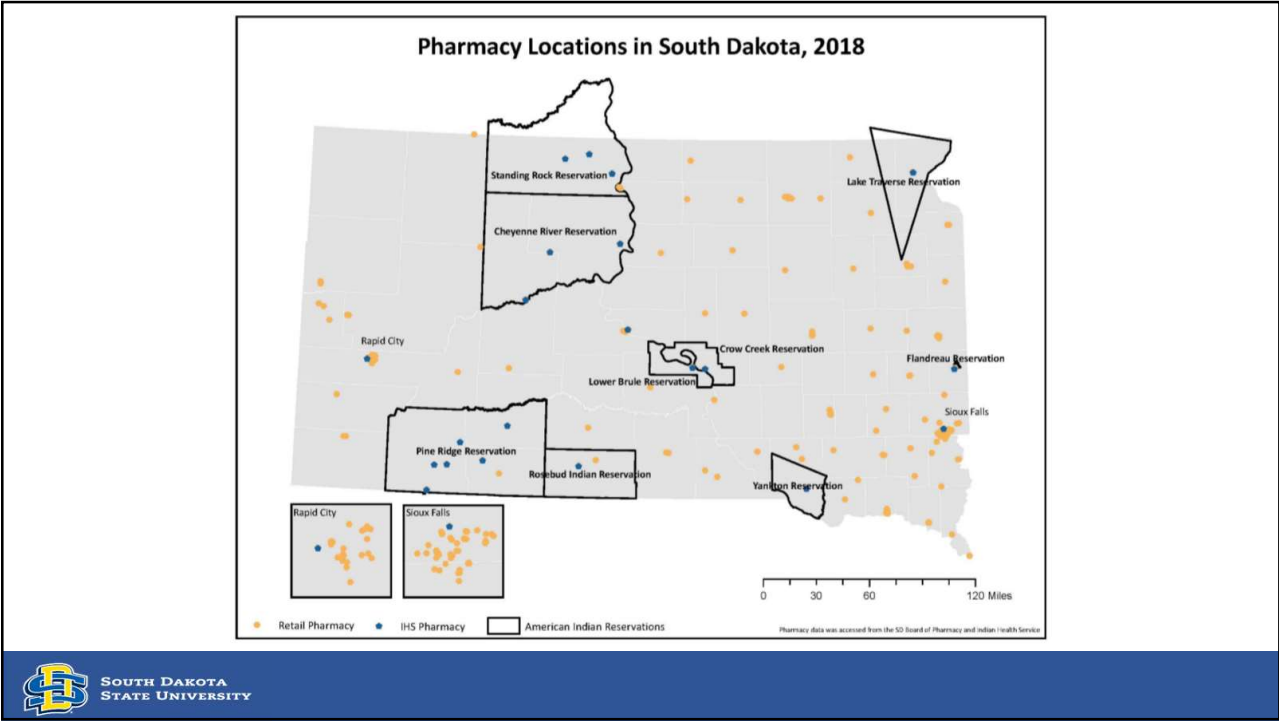 Pharmacy Locations in South Dakota, 2018
Standing Rock Reservation
Lake Traverse Reservation
Cheyenne River Reservation
Rapid City
Crow Creek Reservation
Flandreau Reservation
Lower Brule Reservation
Sioux Falls
Pine Ridge Reservation
Rosebud Indian Reservation
Yankton Reservation
Rapid City
Sioux Falls
0 30 60 120 Miles
Retail Pharmacy IHS Pharmacy American Indian Reservations
Pharmacy data was accessed from the SD Board of Pharmacy and Indian Health Service
SD
SOUTH DAKOTA
STATE UNIVERSITY